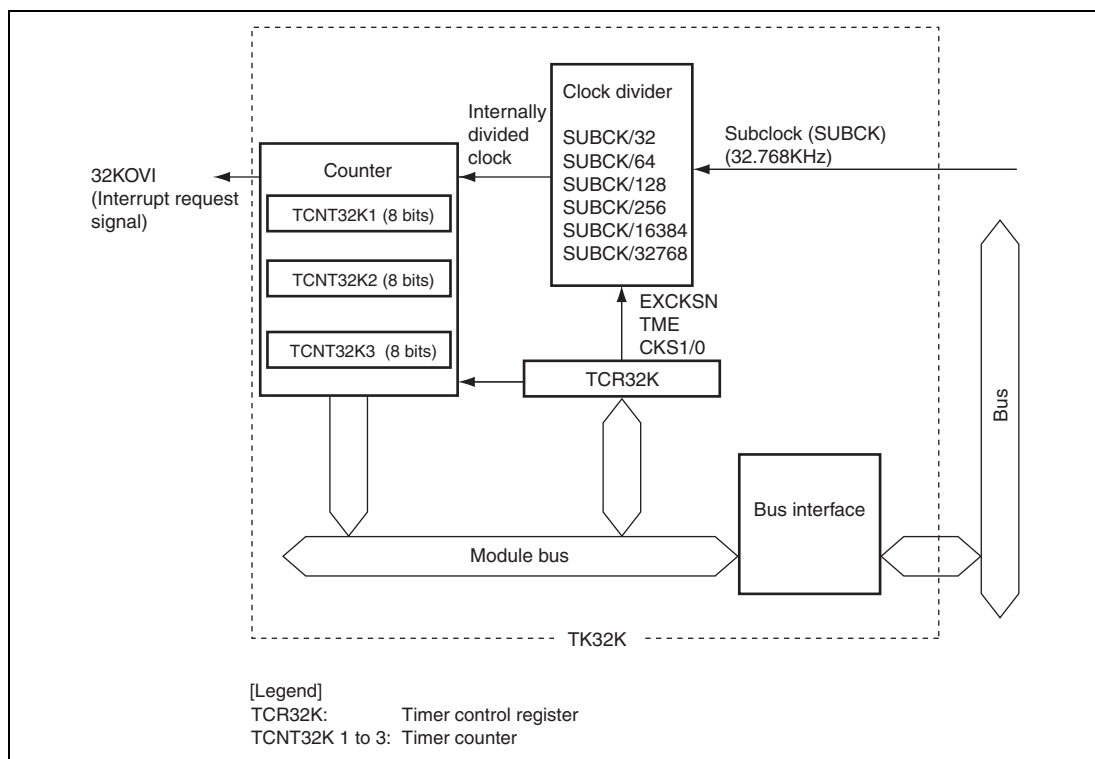 Clock divider
SUBCK/32
SUBCK/64
SUBCK/128
SUBCK/256
SUBCK/16384
SUBCK/32768
Internally
divided
clock
Subclock (SUBCK)
(32.768KHz)
32KOVI
(Interrupt request
signal)
Counter
TCNT32K1 (8 bits)
TCNT32K2 (8 bits)
TCNT32K3 (8 bits)
EXCKSN
TME
CKS1/0
TCR32K
Bus
Bus interface
Module bus
TK32K
[Legend]
TCR32K: Timer control register
TCNT32K 1 to 3: Timer counter